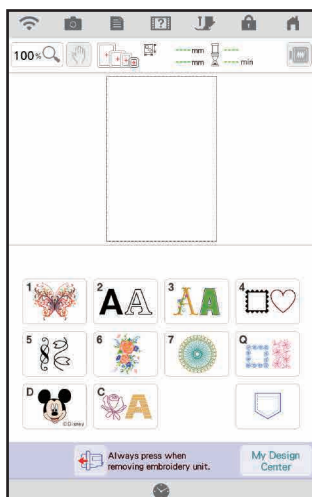 100%
----mm
----mm
---- min
1
2
AA
3
AA
4
5
6
7
Q
D
©Disney
C
A
Always press when
removing embroidery unit.
My Design
Center